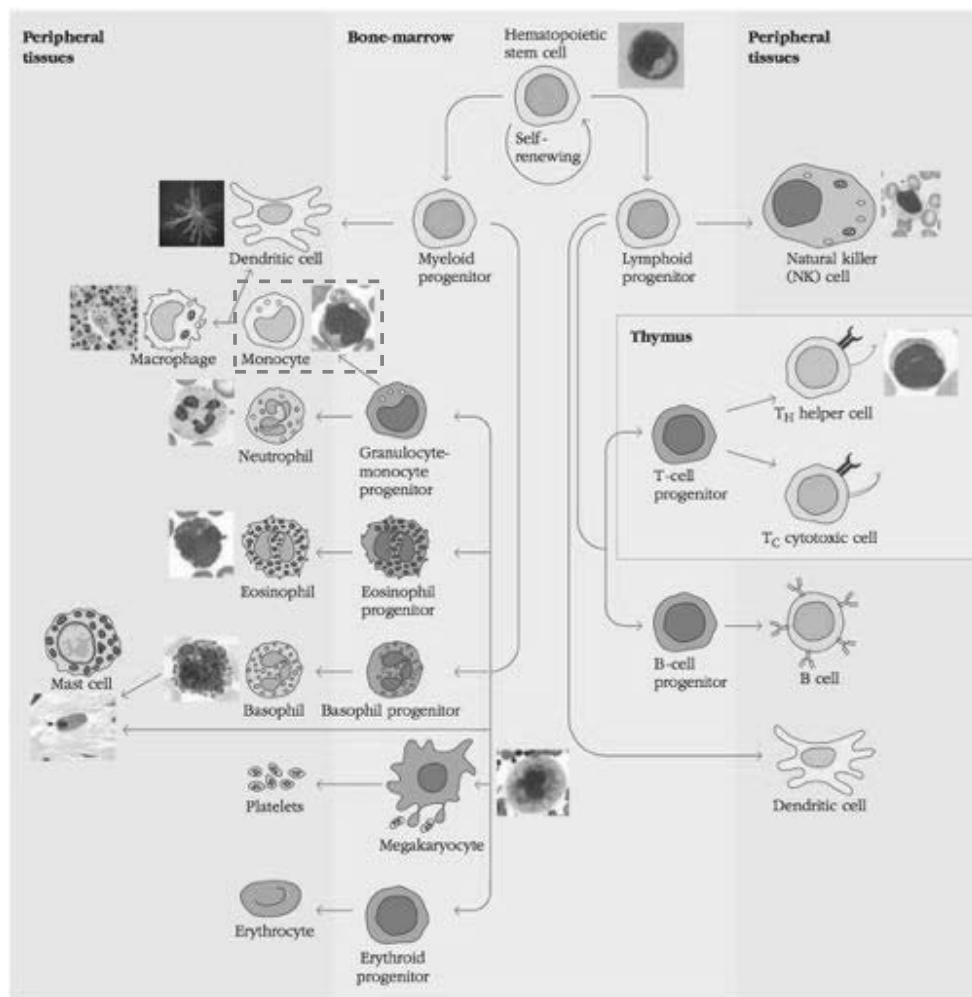 Peripheral
tissues
Bone-marrow
Hematopoietic
stem cell
Peripheral
tissues
Self-
renewing
Dendritic cell
Myeloid
progenitor
Lymphoid
progenitor
Natural killer
(NK) cell
Macrophage
Monocyte
Thymus
TH helper cell
Neutrophil
Granulocyte-
monocyte
progenitor
T-cell
progenitor
TC cytotoxic cell
Eosinophil
Eosinophil
progenitor
Mast cell
Basophil
Basophil progenitor
B-cell
progenitor
B cell
Platelets
Megakaryocyte
Dendritic cell
Erythrocyte
Erythroid
progenitor